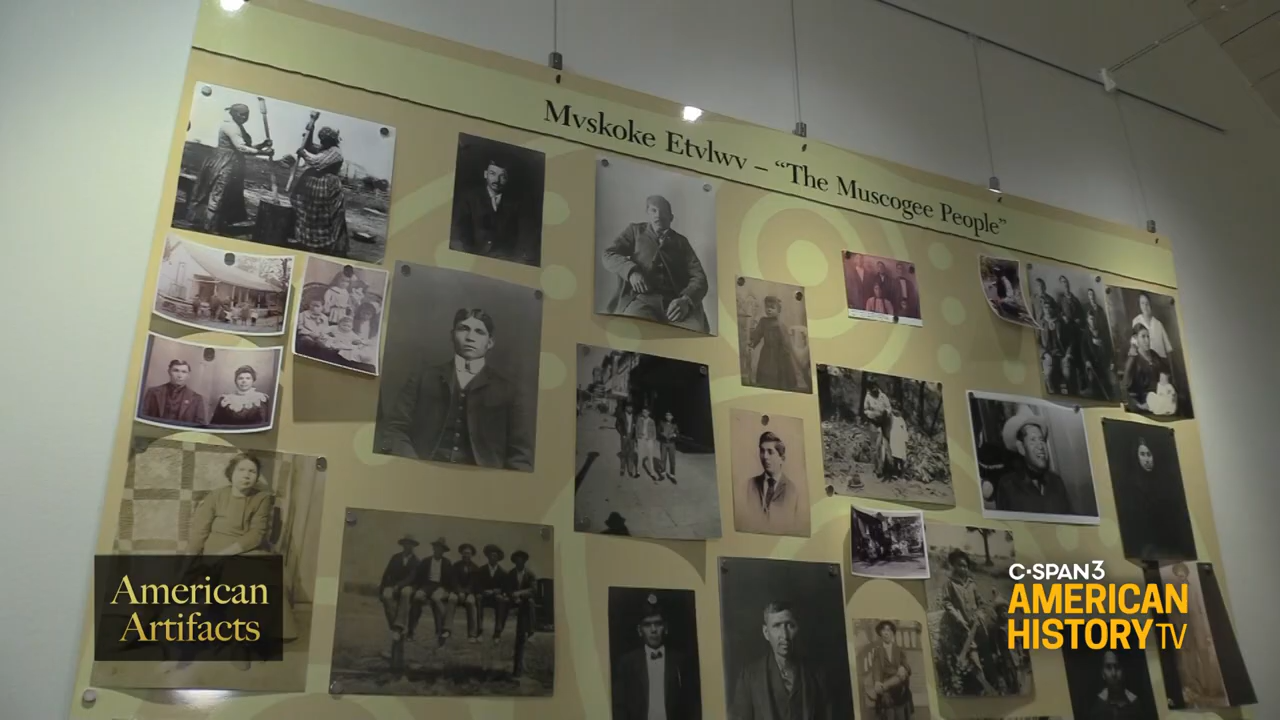 Mvskoke Etvlwv – “The Muscogee People”
American
Artifacts
C-SPAN3
AMERICAN
HISTORY TV